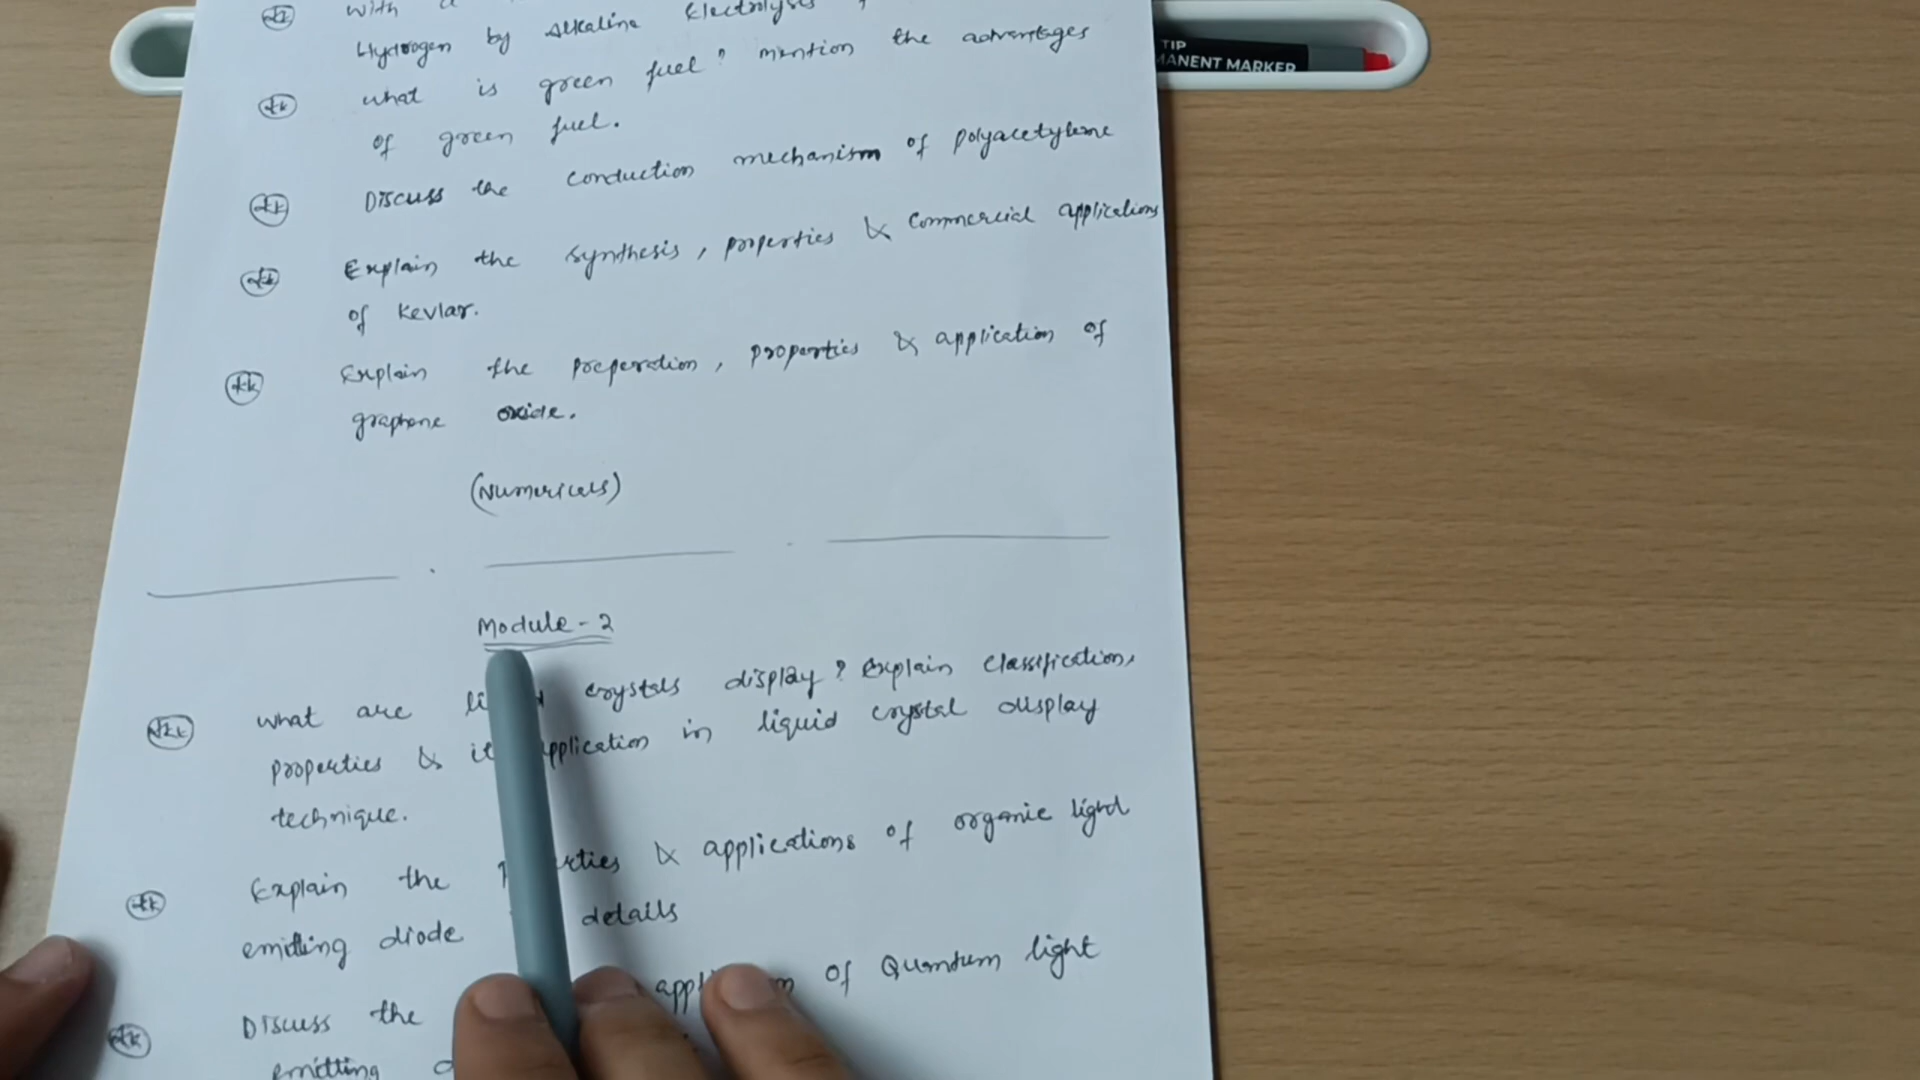 with a
Hydrogen by Alkaline Electrolysis
what is green fuel? mention the advantages
of green fuel.
Discuss the conduction mechanism of polyacetylene
Explain the synthesis, properties & commercial applications
of Kevlar.
Explain the preperation, properties & application of
graphene oxide.
(Numericals)
Module-2
what are crystals display? Explain classification,
properties & application in liquid crystal display
technique.
Explain the & applications of organic light
emitting diode details
Discuss the of Quantum light
emitting
TIP
MANENT MARKER